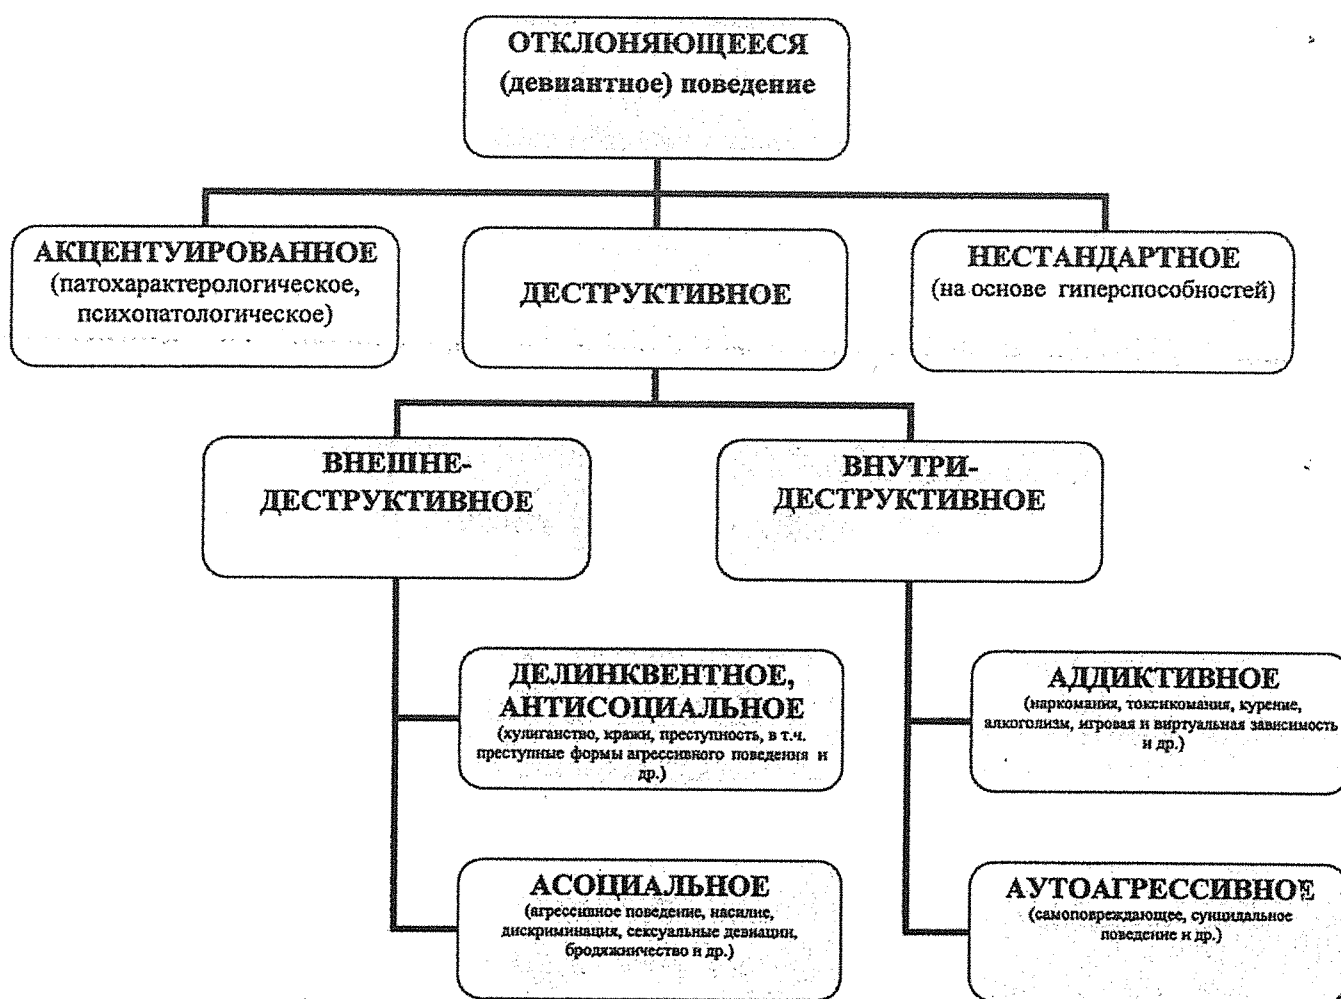 ОТКЛОНЯЮЩЕЕСЯ
(девиантное) поведение
АКЦЕНТУИРОВАННОЕ
(патохарактерологическое,
психопатологическое)
ДЕСТРУКТИВНОЕ
НЕСТАНДАРТНОЕ
(на основе гиперспособностей)
ВНЕШНЕ-
ДЕСТРУКТИВНОЕ
ВНУТРИ-
ДЕСТРУКТИВНОЕ
ДЕЛИНКВЕНТНОЕ,
АНТИСОЦИАЛЬНОЕ
(хулиганство, кражи, преступность, в т.ч.
преступные формы агрессивного поведения и
др.)
АДДИКТИВНОЕ
(наркомания, токсикомания, курение,
алкоголизм, игровая и виртуальная зависимость
и др.)
АСОЦИАЛЬНОЕ
(агрессивное поведение, насилие,
дискриминация, сексуальные девиации,
бродяжничество и др.)
АУТОАГРЕССИВНОЕ
(самоповреждающее, суицидальное
поведение и др.)